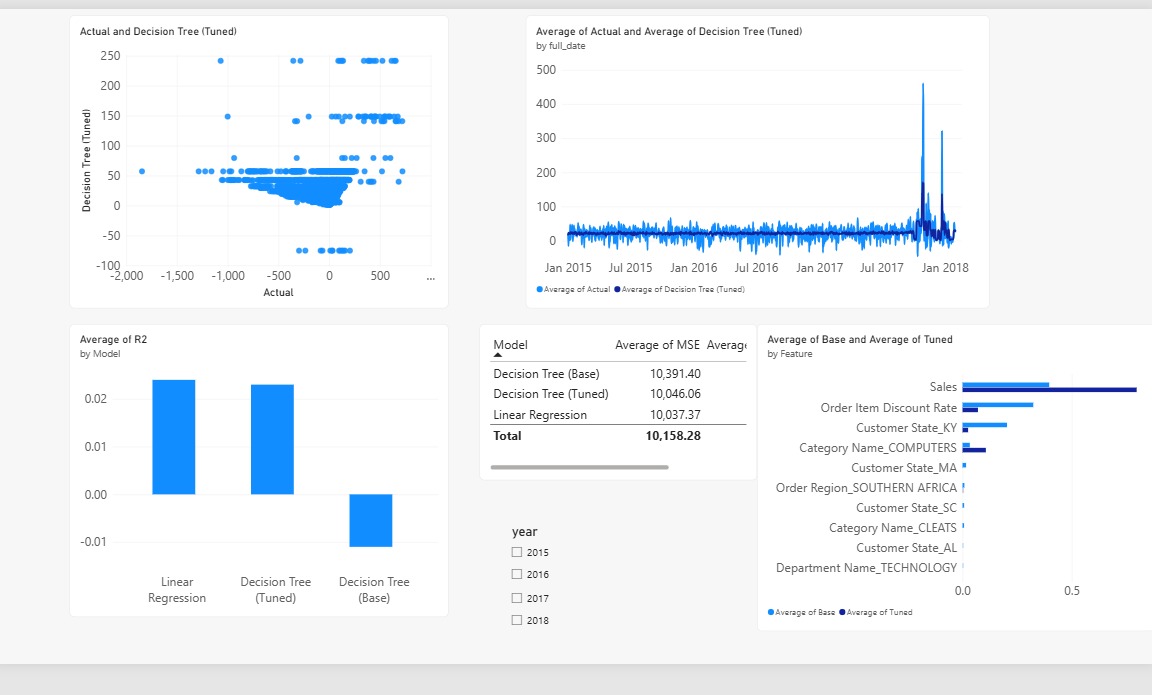 Actual and Decision Tree (Tuned)
250
200
150
100
50
0
-50
-100
Decision Tree (Tuned)
-2,000 -1,500 -1,000 -500 0 500 ...
Actual
Average of Actual and Average of Decision Tree (Tuned)
by full_date
500
400
300
200
100
0
Jan 2015 Jul 2015 Jan 2016 Jul 2016 Jan 2017 Jul 2017 Jan 2018
Average of Actual Average of Decision Tree (Tuned)
Average of R2
by Model
0.02
0.01
0.00
-0.01
Linear Regression
Decision Tree (Tuned)
Decision Tree (Base)
Model Average of MSE Average
Decision Tree (Base) 10,391.40
Decision Tree (Tuned) 10,046.06
Linear Regression 10,037.37
Total 10,158.28
year
2015
2016
2017
2018
Average of Base and Average of Tuned
by Feature
Sales
Order Item Discount Rate
Customer State_KY
Category Name_COMPUTERS
Customer State_MA
Order Region_SOUTHERN AFRICA
Customer State_SC
Category Name_CLEATS
Customer State_AL
Department Name_TECHNOLOGY
0.0 0.5
Average of Base Average of Tuned